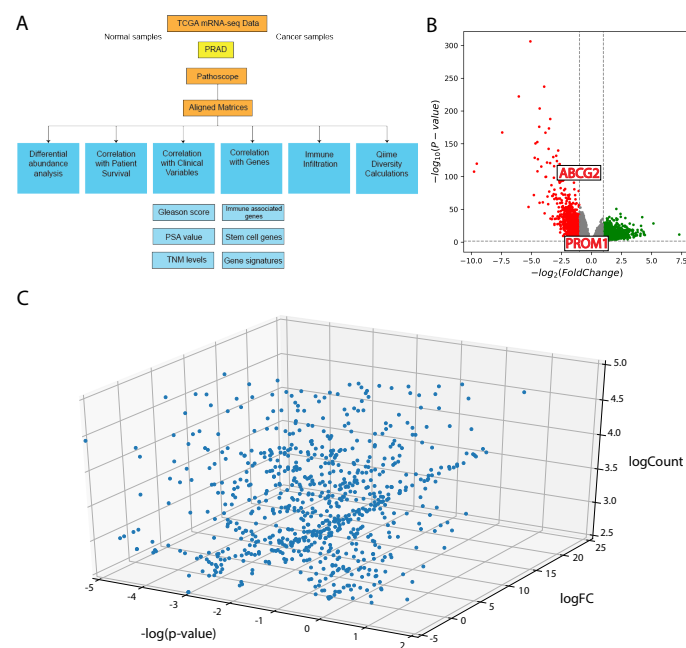 A
TCGA mRNA-seq Data
Normal samples
Cancer samples
PRAD
Pathoscope
Aligned Matrices
Differential
abundance
analysis
Correlation
with Patient
Survival
Correlation
with Clinical
Variables
Correlation
with Genes
Immune
Infiltration
Qiime
Diversity
Calculations
Gleason score
Immune associated
genes
PSA value
Stem cell genes
TNM levels
Gene signatures
B
300
250
200
150
100
50
0
−log10(P − value)
ABCG2
PROM1
−10.0 −7.5 −5.0 −2.5 0.0 2.5 5.0 7.5
−log2(FoldChange)
C
5.0
4.5
4.0
3.5
3.0
2.5
logCount
25
20
15
10
5
0
-5
logFC
-5 -4 -3 -2 -1 0 1 2
-log(p-value)